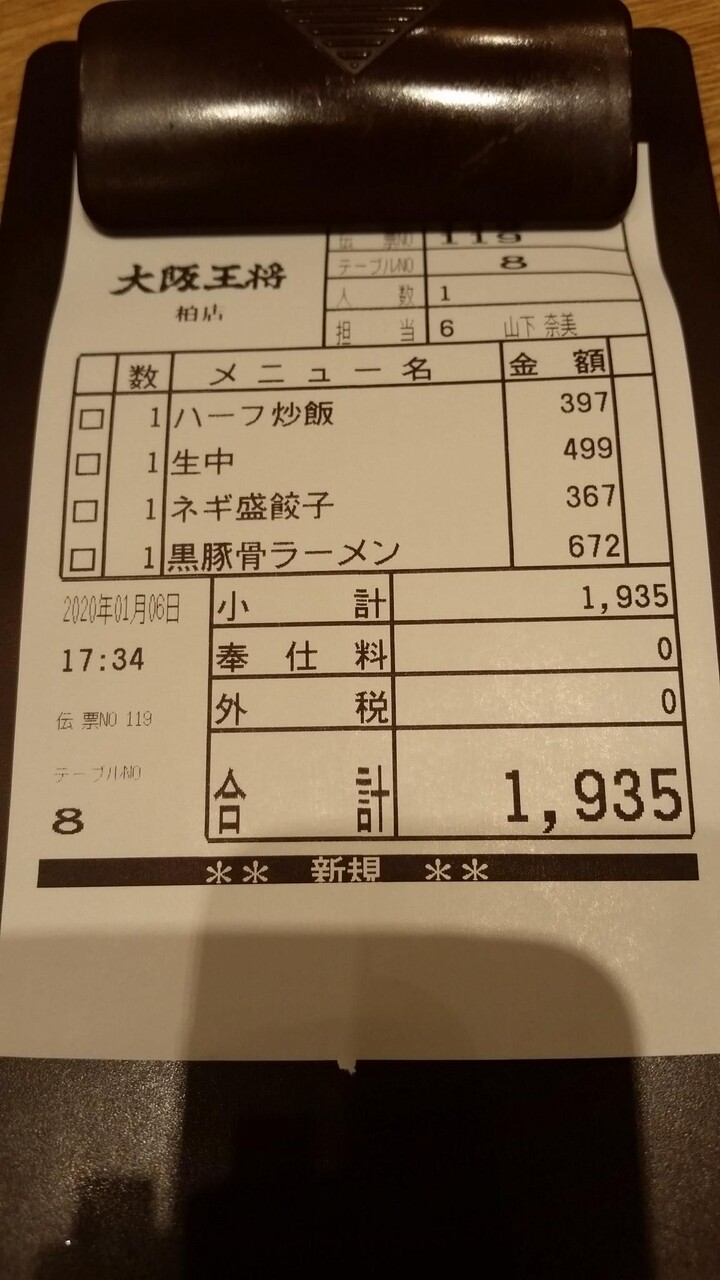 伝 票NO 119
大阪王将
柏店
テーブルNO 8
人 数 1
担 当 6 山下 奈美
数 メニュー名 金 額
□ 1 ハーフ炒飯 397
□ 1 生中 499
□ 1 ネギ盛餃子 367
□ 1 黒豚骨ラーメン 672
2020年01月06日
17:34
伝 票NO 119
テーブルNO
8
小 計 1,935
奉 仕 料 0
外 税 0
合 計 1,935
** 新規 **